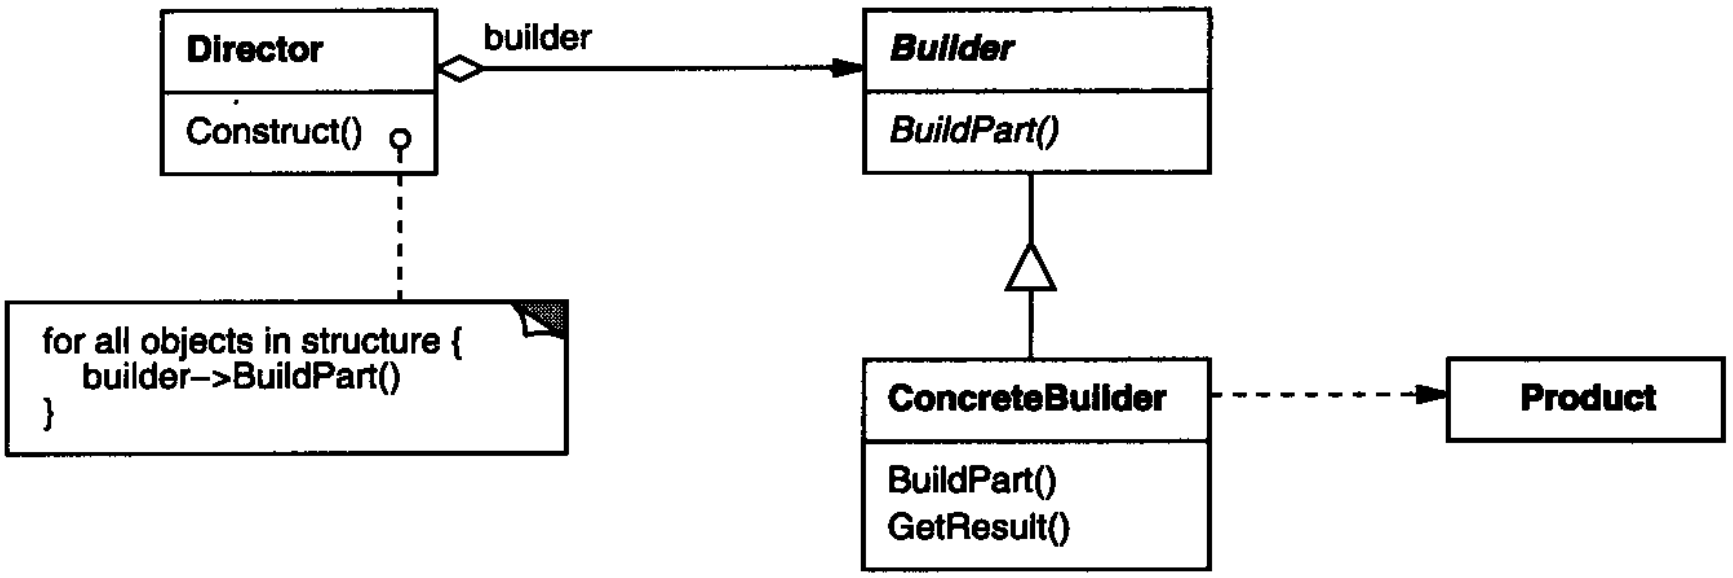 Director
Construct()
builder
Builder
BuildPart()
for all objects in structure {
builder->BuildPart()
}
ConcreteBuilder
BuildPart()
GetResult()
Product